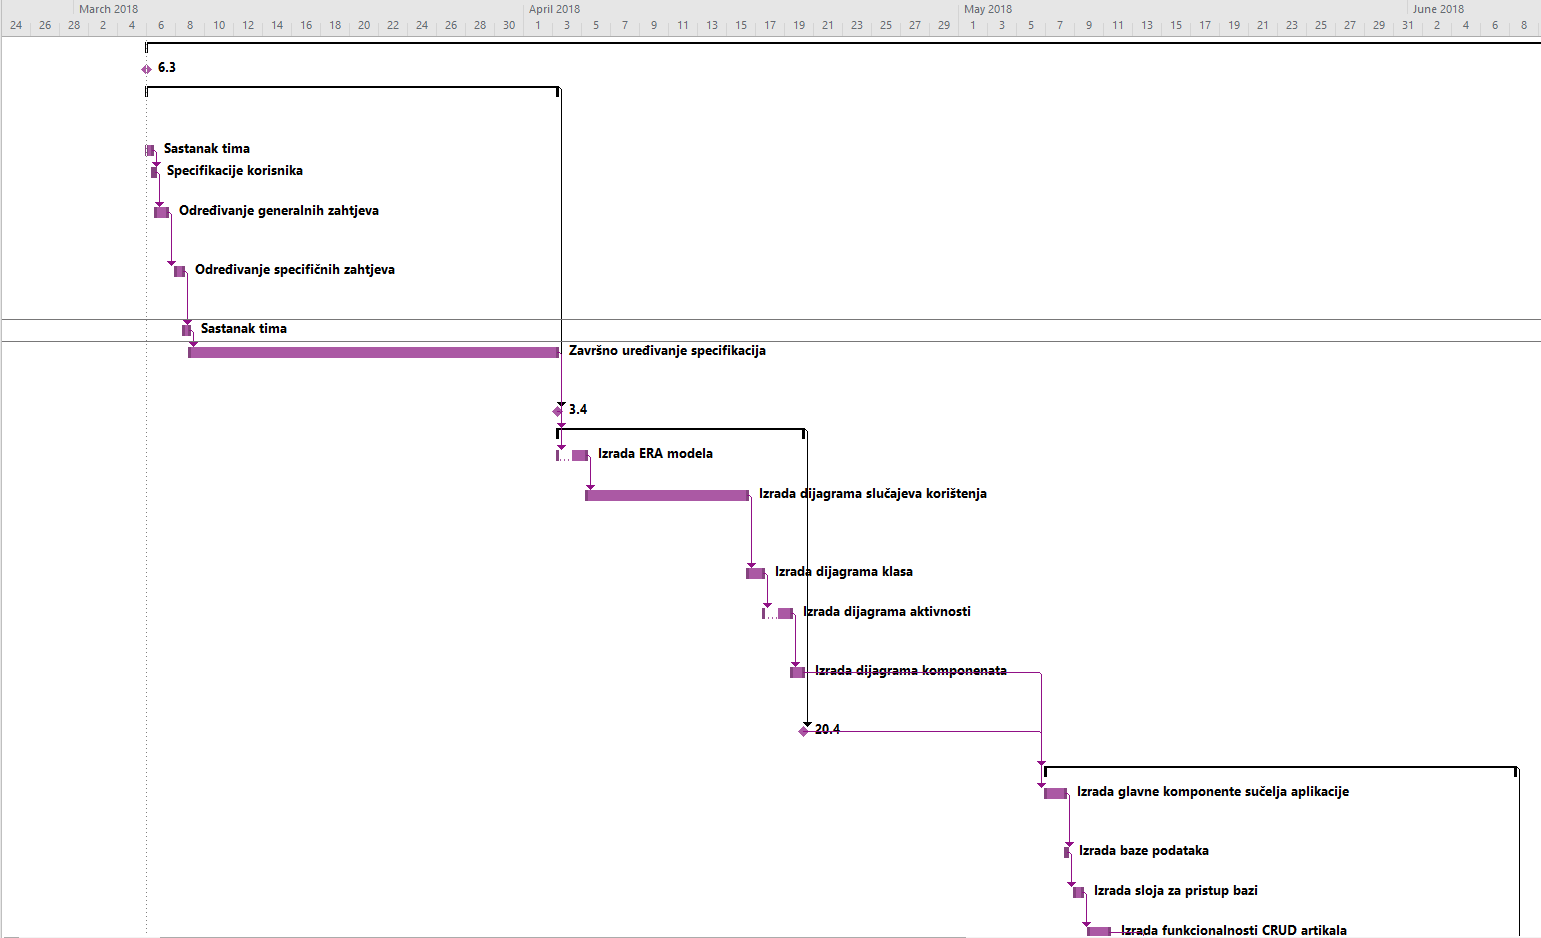 March 2018 April 2018 May 2018 June 2018
24 26 28 2 4 6 8 10 12 14 16 18 20 22 24 26 28 30 1 3 5 7 9 11 13 15 17 19 21 23 25 27 29 1 3 5 7 9 11 13 15 17 19 21 23 25 27 29 31 2 4 6 8
6.3
Sastanak tima
Specifikacije korisnika
Određivanje generalnih zahtjeva
Određivanje specifičnih zahtjeva
Sastanak tima
Završno uređivanje specifikacija
3.4
Izrada ERA modela
Izrada dijagrama slučajeva korištenja
Izrada dijagrama klasa
Izrada dijagrama aktivnosti
Izrada dijagrama komponenata
20.4
Izrada glavne komponente sučelja aplikacije
Izrada baze podataka
Izrada sloja za pristup bazi
Izrada funkcionalnosti CRUD artikala